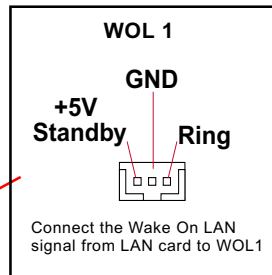 WOL 1
GND
+5V
Standby
Ring
Connect the Wake On LAN
signal from LAN card to WOL1